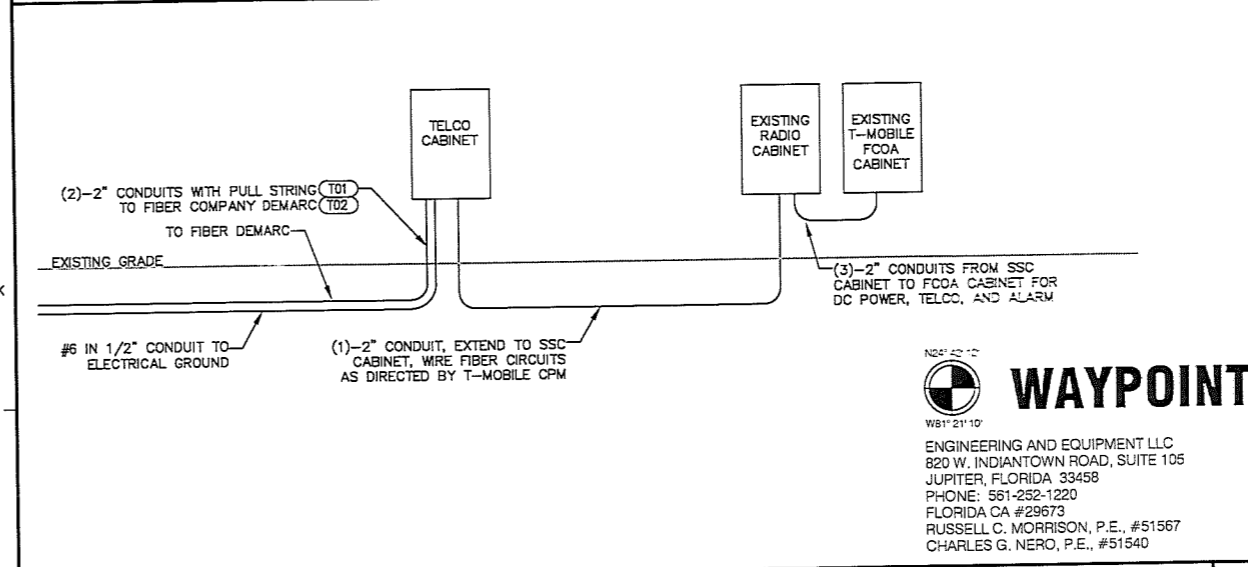 TELCO
CABINET
EXISTING
RADIO
CABINET
EXISTING
T-MOBILE
FCOA
CABINET
(2)-2" CONDUITS WITH PULL STRING T01
TO FIBER COMPANY DEMARC T02
TO FIBER DEMARC
EXISTING GRADE
(3)-2" CONDUITS FROM SSC
CABINET TO FCOA CABINET FOR
DC POWER, TELCO, AND ALARM
#6 IN 1/2" CONDUIT TO
ELECTRICAL GROUND
(1)-2" CONDUIT, EXTEND TO SSC
CABINET, WIRE FIBER CIRCUITS
AS DIRECTED BY T-MOBILE CPM
N24° 42' 12"
WAYPOINT
W81° 21' 10"
ENGINEERING AND EQUIPMENT LLC
820 W. INDIANTOWN ROAD, SUITE 105
JUPITER, FLORIDA 33458
PHONE: 561-252-1220
FLORIDA CA #29673
RUSSELL C. MORRISON, P.E., #51567
CHARLES G. NERO, P.E., #51540